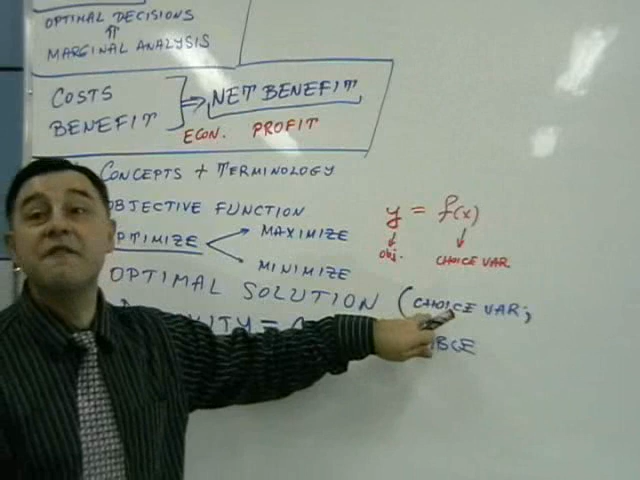 OPTIMAL DECISIONS
⇑
MARGINAL ANALYSIS
COSTS
BENEFIT
NET BENEFIT
ECON. PROFIT
CONCEPTS + TERMINOLOGY
OBJECTIVE FUNCTION
OPTIMIZE
MAXIMIZE
MINIMIZE
y = f(x)
OBJ.
CHOICE VAR.
OPTIMAL SOLUTION (CHOICE VAR;